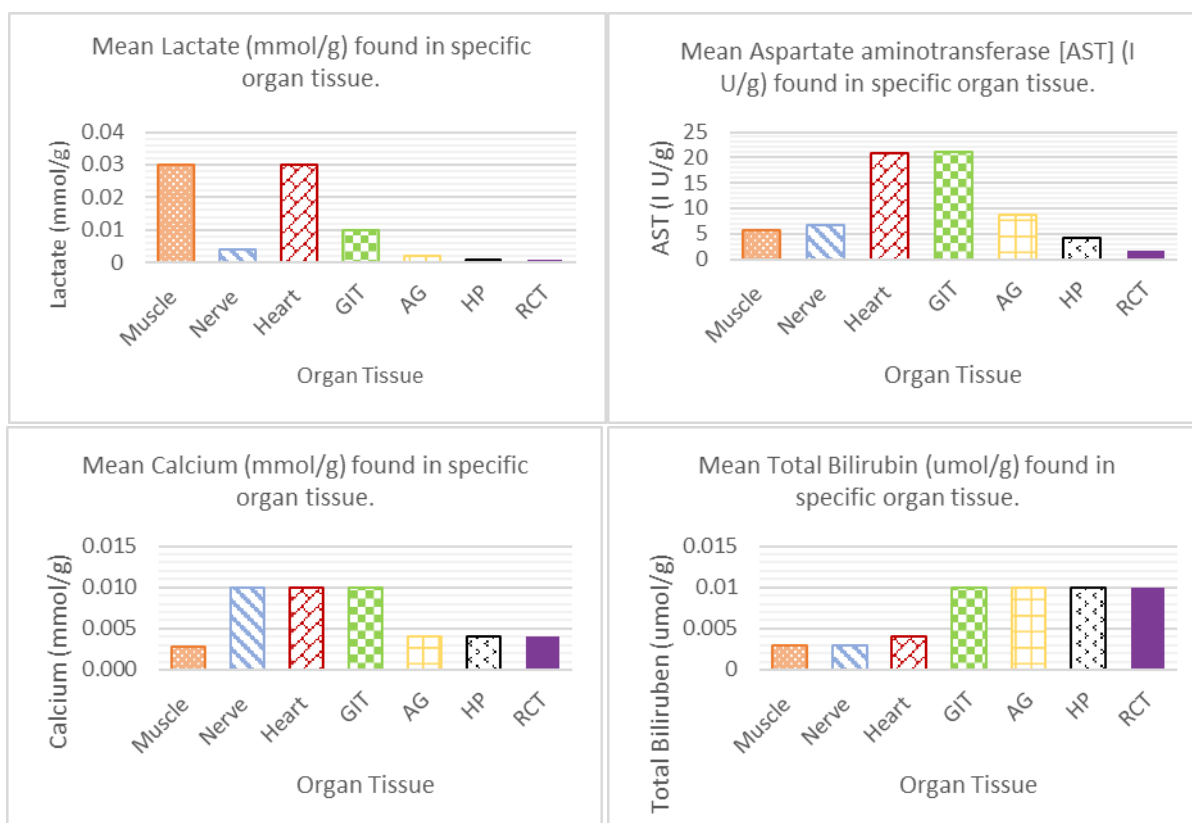 Mean Lactate (mmol/g) found in specific
organ tissue.
Lactate (mmol/g)
0.04
0.03
0.02
0.01
0
Muscle
Nerve
Heart
GIT
AG
HP
RCT
Organ Tissue
Mean Aspartate aminotransferase [AST] (I
U/g) found in specific organ tissue.
AST (I U/g)
25
20
15
10
5
0
Muscle
Nerve
Heart
GIT
AG
HP
RCT
Organ Tissue
Mean Calcium (mmol/g) found in specific
organ tissue.
Calcium (mmol/g)
0.015
0.010
0.005
0.000
Muscle
Nerve
Heart
GIT
AG
HP
RCT
Organ Tissue
Mean Total Bilirubin (umol/g) found in
specific organ tissue.
Total Biliruben (umol/g)
0.015
0.01
0.005
0
Muscle
Nerve
Heart
GIT
AG
HP
RCT
Organ Tissue